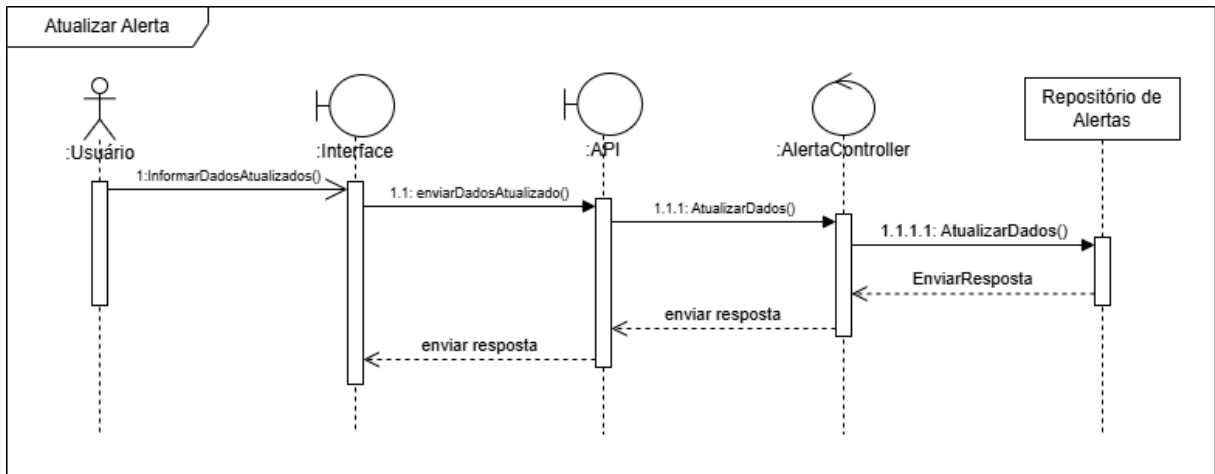 Atualizar Alerta
Repositório de
Alertas
:Usuário
:Interface
:API
:AlertaController
1:InformarDadosAtualizados()
1.1: enviarDadosAtualizado()
1.1.1: AtualizarDados()
1.1.1.1: AtualizarDados()
EnviarResposta
enviar resposta
enviar resposta